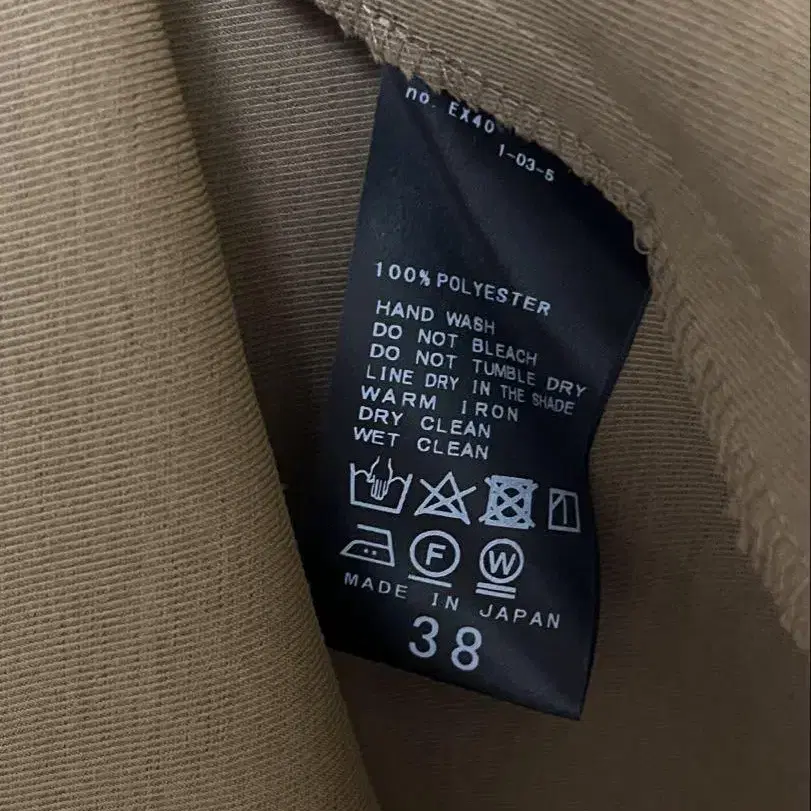 no. EX40
1-03-5
100% POLYESTER
HAND WASH
DO NOT BLEACH
DO NOT TUMBLE DRY
LINE DRY IN THE SHADE
WARM IRON
DRY CLEAN
WET CLEAN
F W
MADE IN JAPAN
38